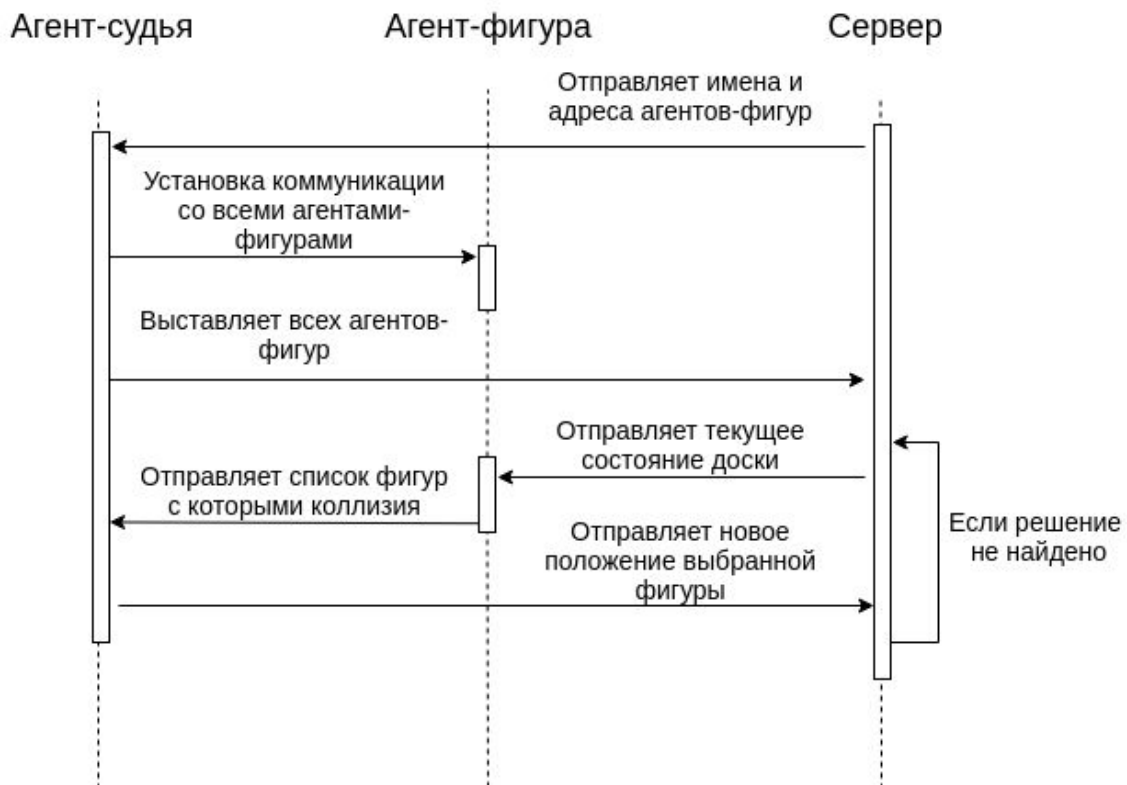 Агент-судья
Агент-фигура
Сервер
Отправляет имена и
адреса агентов-фигур
Установка коммуникации
со всеми агентами-
фигурами
Выставляет всех агентов-
фигур
Отправляет текущее
состояние доски
Отправляет список фигур
с которыми коллизия
Отправляет новое
положение выбранной
фигуры
Если решение
не найдено